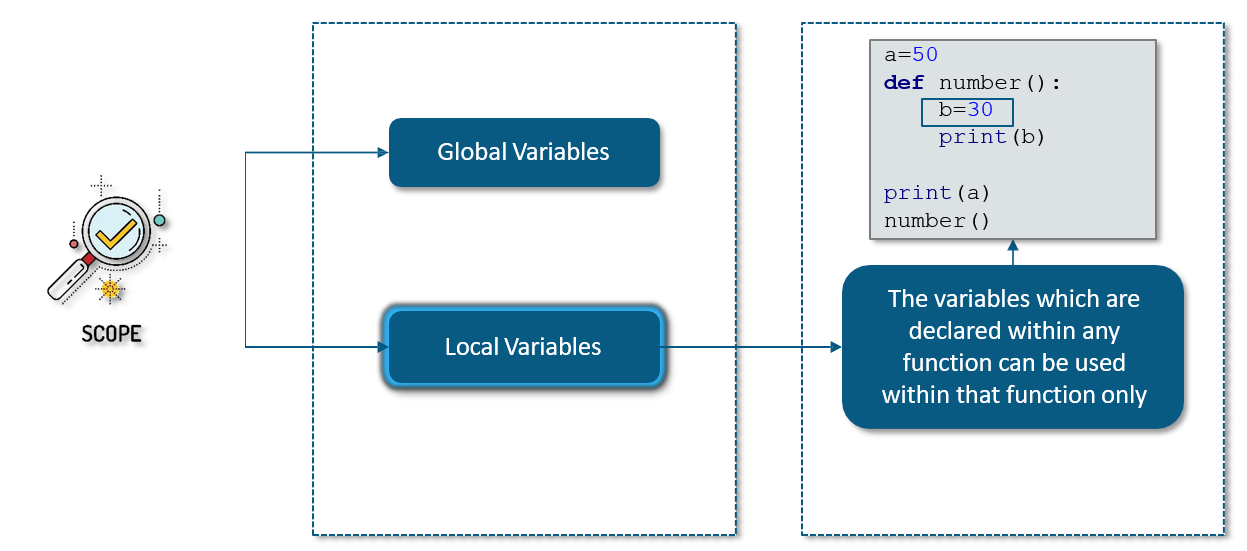 SCOPE
Global Variables
Local Variables
a=50
def number():
    b=30
    print(b)
print(a)
number()
The variables which are
declared within any
function can be used
within that function only